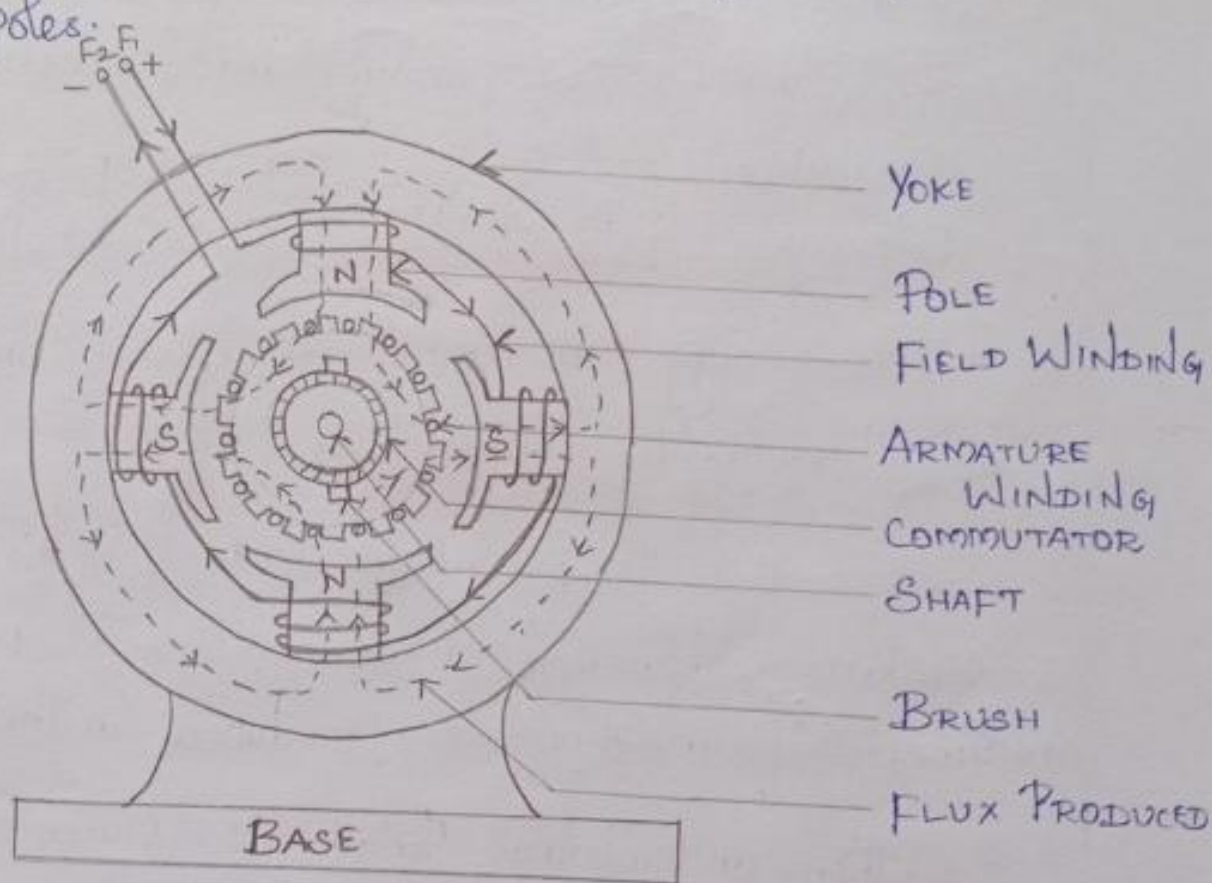 poles.
F2 F1
- +
YOKE
N
POLE
FIELD WINDING
S
S
ARMATURE
WINDING
COMMUTATOR
N
SHAFT
BRUSH
FLUX PRODUCED
BASE